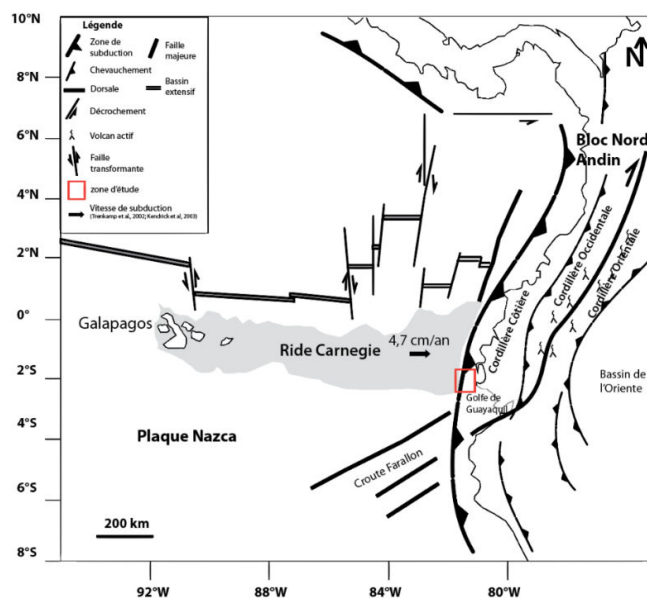 Légende
Zone de
subduction
Faille
majeure
Chevauchement
Dorsale
Bassin
extensif
Décrochement
Volcan actif
Faille
transformante
zone d'étude
Vitesse de subduction
(Trenkamp et al., 2002; Kendrick et al., 2003)
N
10°N
8°N
6°N
4°N
2°N
0°
2°S
4°S
6°S
8°S
92°W
88°W
84°W
80°W
Bloc Nord
Andin
Cordillère Occidentale
Cordillère Orientale
Cordillère Côtière
Galapagos
Ride Carnegie
4,7 cm/an
Bassin de
l'Oriente
Golfe de
Guayaquil
Plaque Nazca
Croute Farallon
200 km